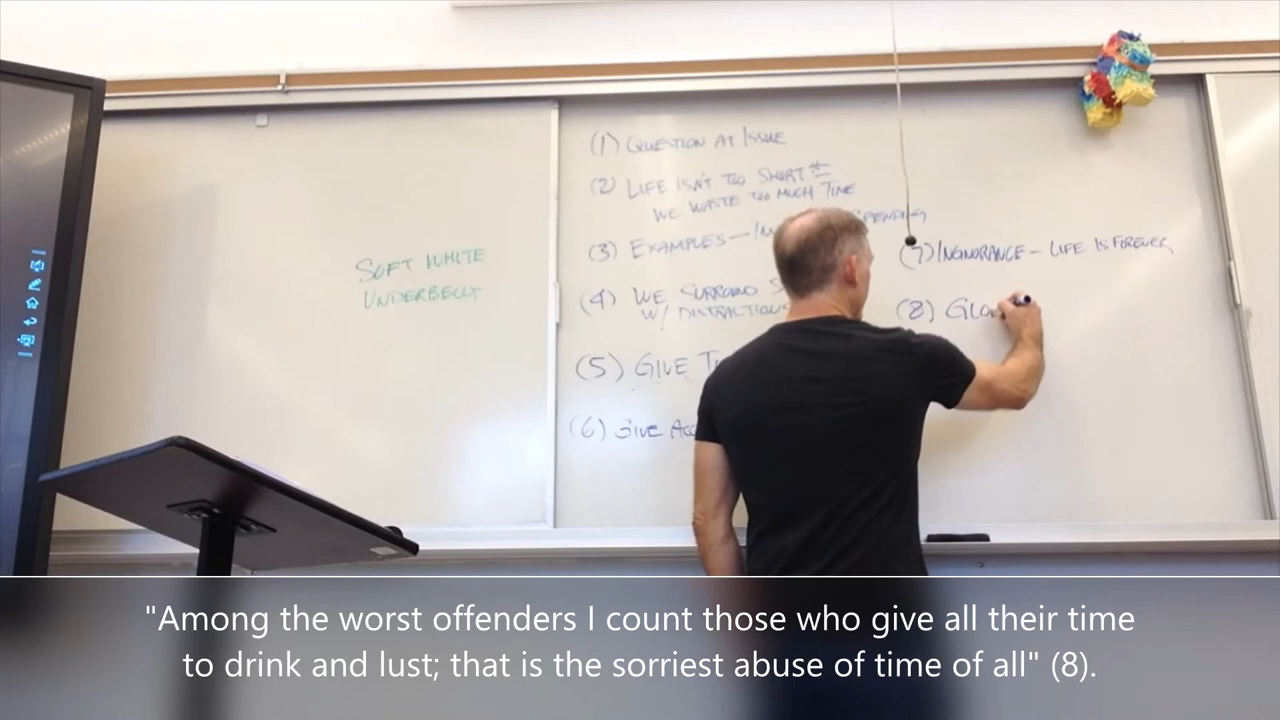 SOFT WHITE
UNDERBELLY
(1) QUESTION AT ISSUE
(2) LIFE ISN'T TOO SHORT
WE WASTE TOO MUCH TIME
(3) EXAMPLES — SPENDING
(4) WE SURROUND
W/ DISTRACTIONS
(5) GIVE
(6) GIVE
(7) INGNORANCE – LIFE IS FOREVER
(8) GLO
"Among the worst offenders I count those who give all their time
to drink and lust; that is the sorriest abuse of time of all" (8).